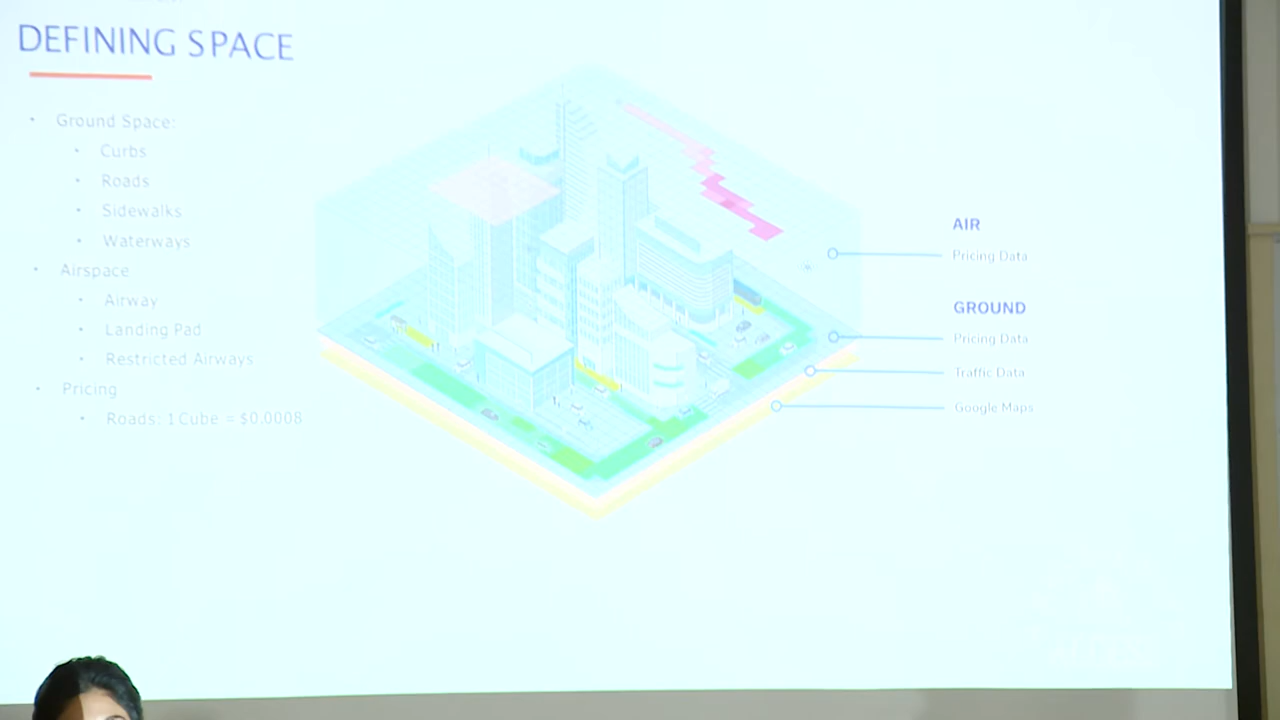 DEFINING SPACE
• Ground Space:
• Curbs
• Roads
• Sidewalks
• Waterways
• Airspace
• Airway
• Landing Pad
• Restricted Airways
• Pricing
• Roads: 1 Cube = $0.0008
AIR
Pricing Data
GROUND
Pricing Data
Traffic Data
Google Maps